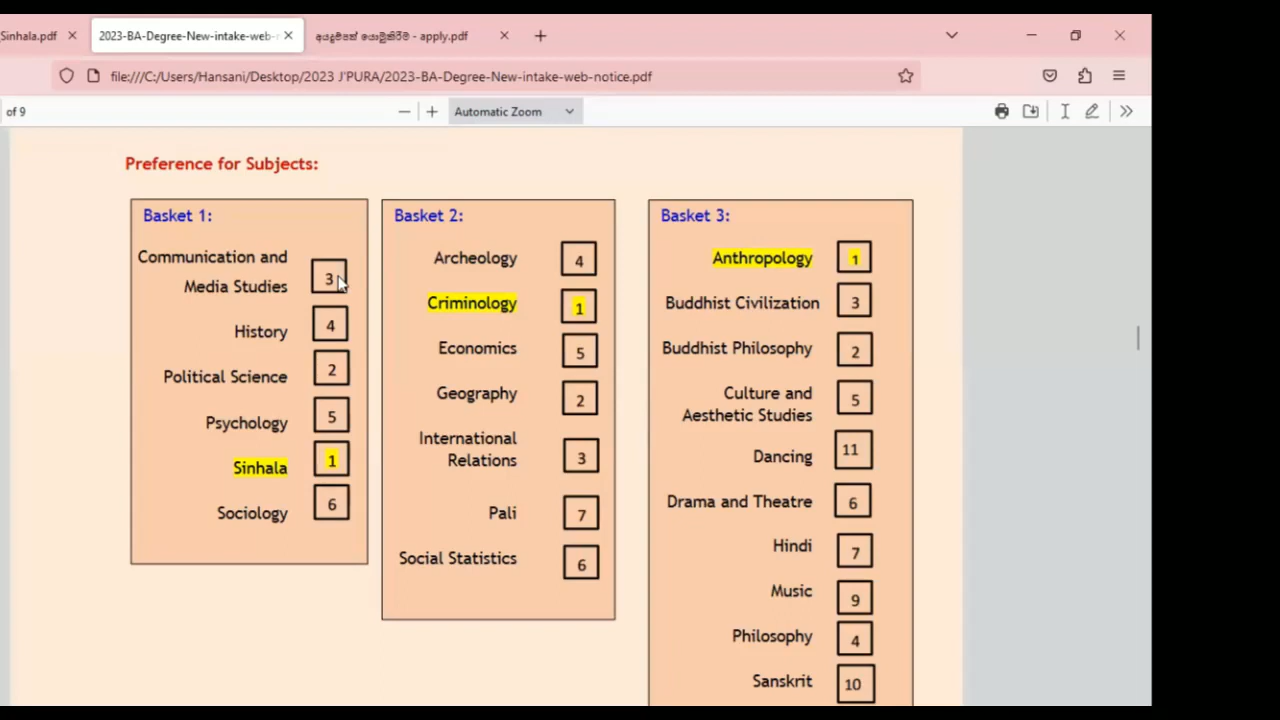 Sinhala.pdf
2023-BA-Degree-New-intake-web-n
අයදුම්පත් යොමුකිරීම - apply.pdf
file:///C:/Users/Hansani/Desktop/2023 J'PURA/2023-BA-Degree-New-intake-web-notice.pdf
of 9
Automatic Zoom
Preference for Subjects:
Basket 1:
Communication and
Media Studies 3
History 4
Political Science 2
Psychology 5
Sinhala 1
Sociology 6
Basket 2:
Archeology 4
Criminology 1
Economics 5
Geography 2
International
Relations 3
Pali 7
Social Statistics 6
Basket 3:
Anthropology 1
Buddhist Civilization 3
Buddhist Philosophy 2
Culture and
Aesthetic Studies 5
Dancing 11
Drama and Theatre 6
Hindi 7
Music 9
Philosophy 4
Sanskrit 10